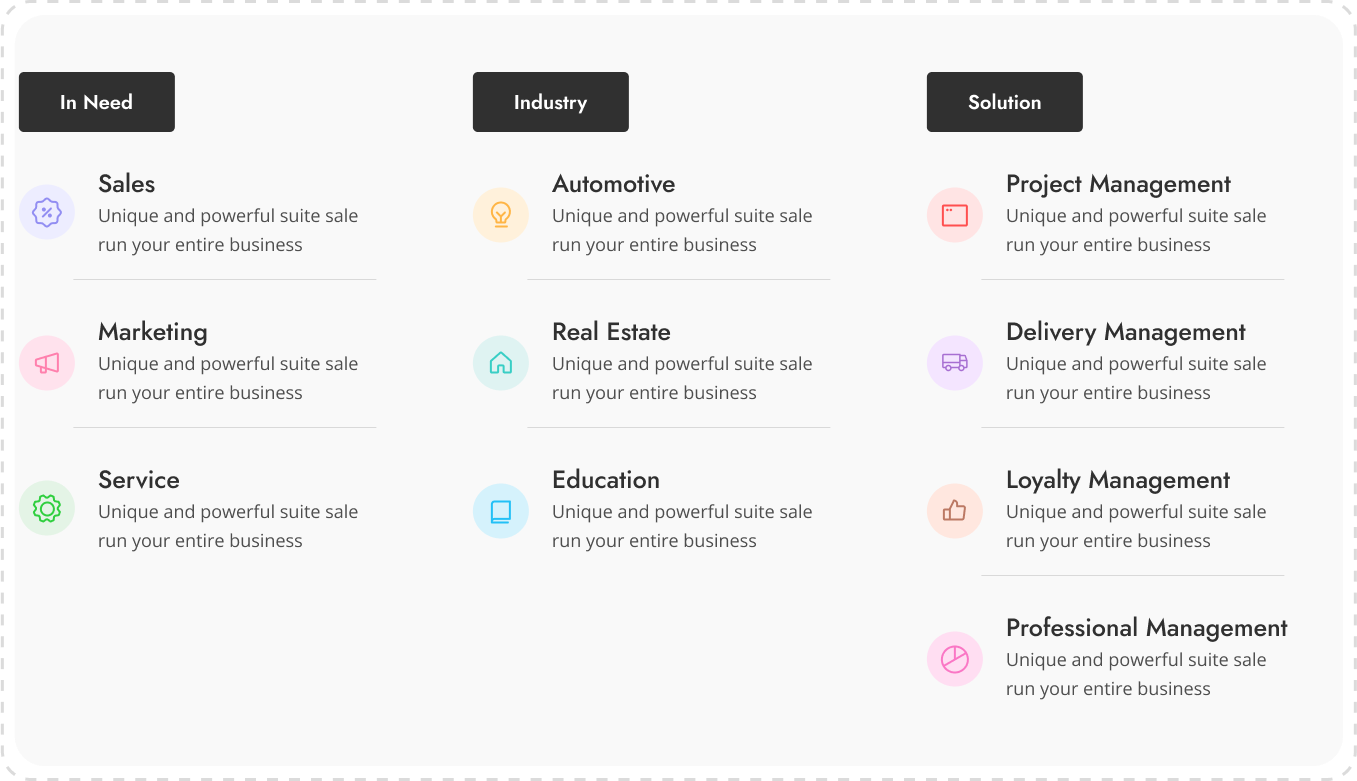 In Need
Sales
Unique and powerful suite sale
run your entire business
Marketing
Unique and powerful suite sale
run your entire business
Service
Unique and powerful suite sale
run your entire business
Industry
Automotive
Unique and powerful suite sale
run your entire business
Real Estate
Unique and powerful suite sale
run your entire business
Education
Unique and powerful suite sale
run your entire business
Solution
Project Management
Unique and powerful suite sale
run your entire business
Delivery Management
Unique and powerful suite sale
run your entire business
Loyalty Management
Unique and powerful suite sale
run your entire business
Professional Management
Unique and powerful suite sale
run your entire business